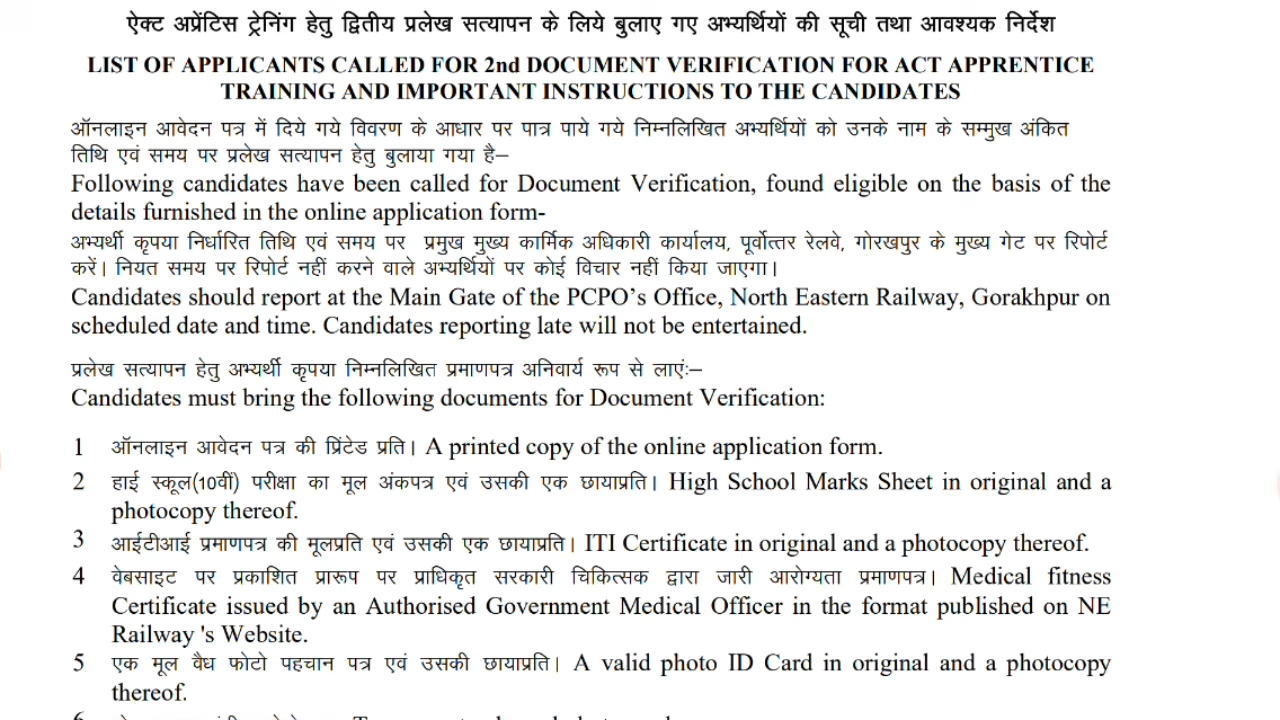 ऐक्ट अप्रेंटिस ट्रेनिंग हेतु द्वितीय प्रलेख सत्यापन के लिये बुलाए गए अभ्यर्थियों की सूची तथा आवश्यक निर्देश
LIST OF APPLICANTS CALLED FOR 2nd DOCUMENT VERIFICATION FOR ACT APPRENTICE
TRAINING AND IMPORTANT INSTRUCTIONS TO THE CANDIDATES
ऑनलाइन आवेदन पत्र में दिये गये विवरण के आधार पर पात्र पाये गये निम्नलिखित अभ्यर्थियों को उनके नाम के सम्मुख अंकित
तिथि एवं समय पर प्रलेख सत्यापन हेतु बुलाया गया है–
Following candidates have been called for Document Verification, found eligible on the basis of the
details furnished in the online application form-
अभ्यर्थी कृपया निर्धारित तिथि एवं समय पर प्रमुख मुख्य कार्मिक अधिकारी कार्यालय, पूर्वोत्तर रेलवे, गोरखपुर के मुख्य गेट पर रिपोर्ट
करें। नियत समय पर रिपोर्ट नहीं करने वाले अभ्यर्थियों पर कोई विचार नहीं किया जाएगा।
Candidates should report at the Main Gate of the PCPO’s Office, North Eastern Railway, Gorakhpur on
scheduled date and time. Candidates reporting late will not be entertained.
प्रलेख सत्यापन हेतु अभ्यर्थी कृपया निम्नलिखित प्रमाणपत्र अनिवार्य रूप से लाएं:–
Candidates must bring the following documents for Document Verification:
1 ऑनलाइन आवेदन पत्र की प्रिंटेड प्रति। A printed copy of the online application form.
2 हाई स्कूल(10वीं) परीक्षा का मूल अंकपत्र एवं उसकी एक छायाप्रति। High School Marks Sheet in original and a
photocopy thereof.
3 आईटीआई प्रमाणपत्र की मूलप्रति एवं उसकी एक छायाप्रति। ITI Certificate in original and a photocopy thereof.
4 वेबसाइट पर प्रकाशित प्रारूप पर प्राधिकृत सरकारी चिकित्सक द्वारा जारी आरोग्यता प्रमाणपत्र। Medical fitness
Certificate issued by an Authorised Government Medical Officer in the format published on NE
Railway 's Website.
5 एक मूल वैध फोटो पहचान पत्र एवं उसकी छायाप्रति। A valid photo ID Card in original and a photocopy
thereof.